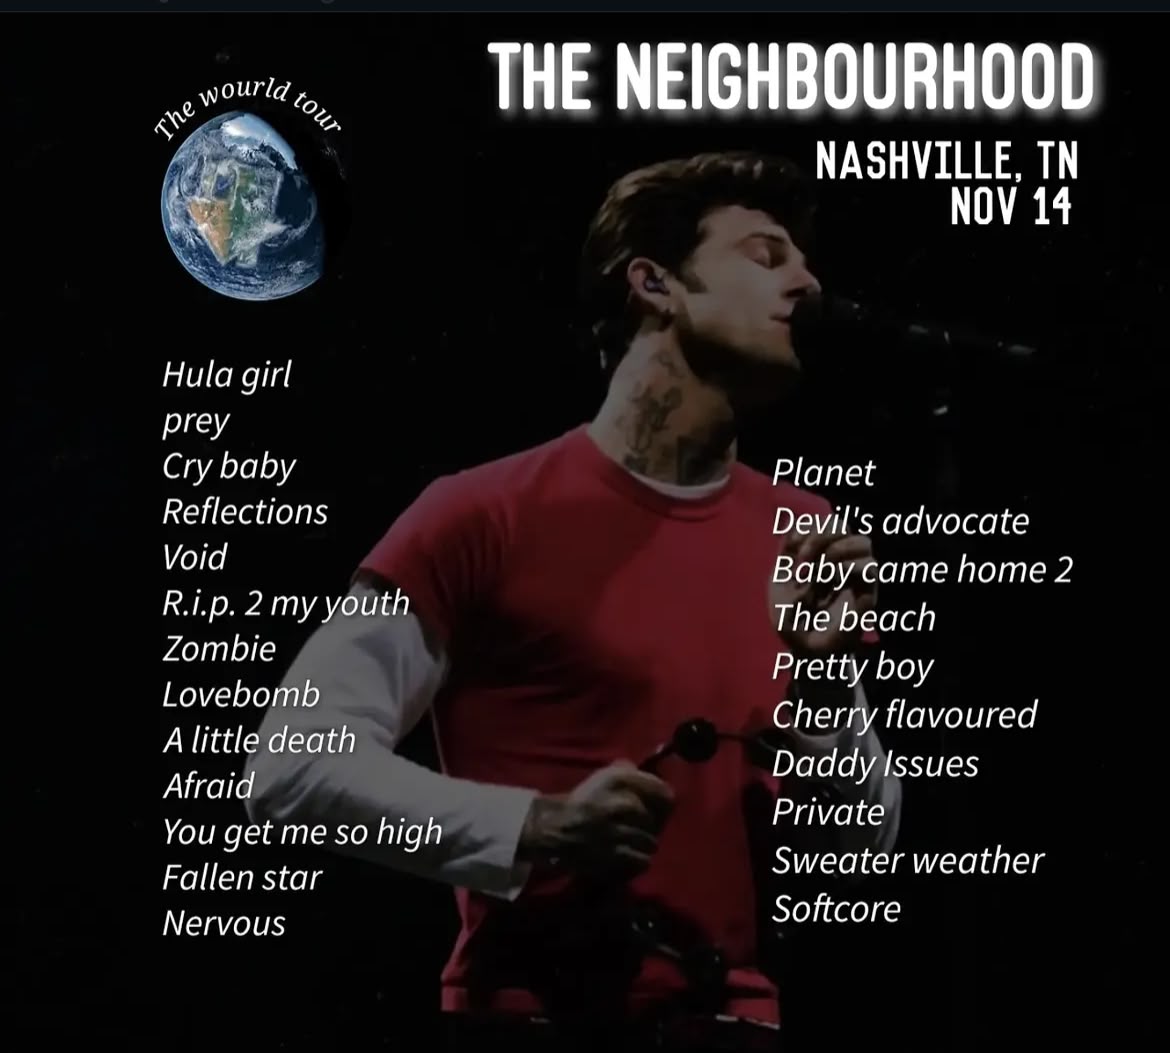 The wourld tour
THE NEIGHBOURHOOD
NASHVILLE, TN
NOV 14
Hula girl
prey
Cry baby
Reflections
Void
R.i.p. 2 my youth
Zombie
Lovebomb
A little death
Afraid
You get me so high
Fallen star
Nervous
Planet
Devil's advocate
Baby came home 2
The beach
Pretty boy
Cherry flavoured
Daddy Issues
Private
Sweater weather
Softcore